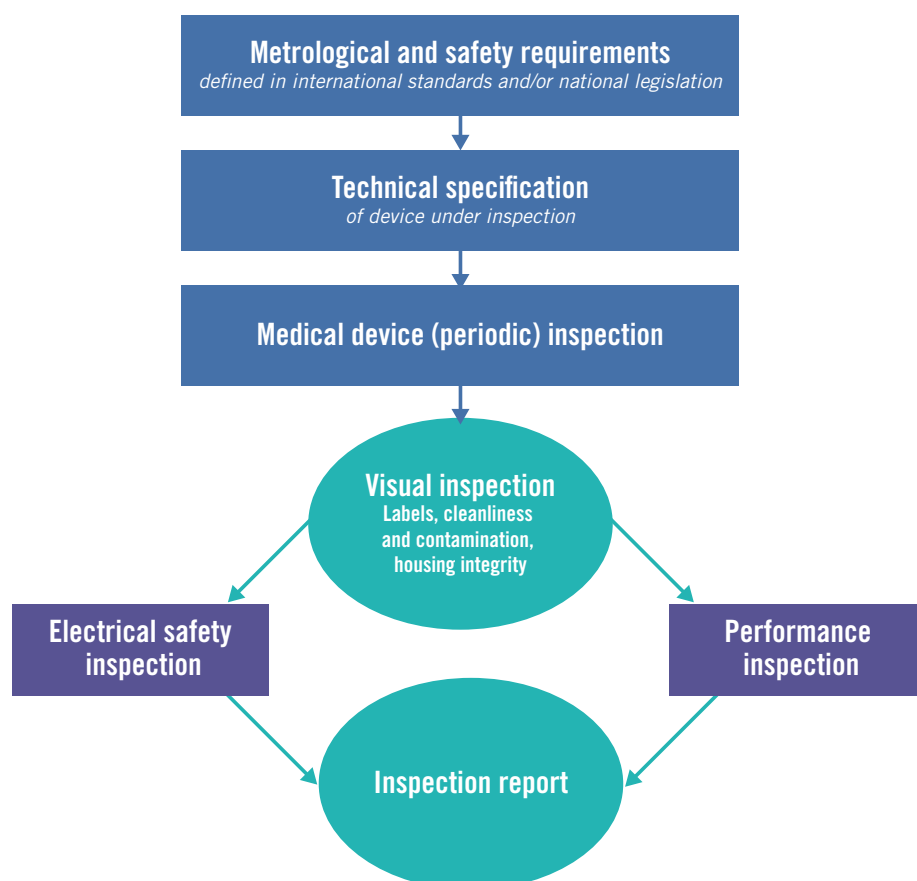 Metrological and safety requirements
defined in international standards and/or national legislation
Technical specification
of device under inspection
Medical device (periodic) inspection
Visual inspection
Labels, cleanliness
and contamination,
housing integrity
Electrical safety
inspection
Performance
inspection
Inspection report